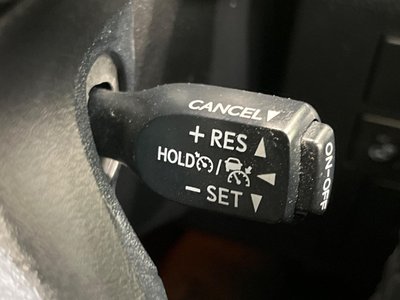 CANCEL▼
+ RES ▲
HOLD / ◀
− SET ▼
ON-OFF